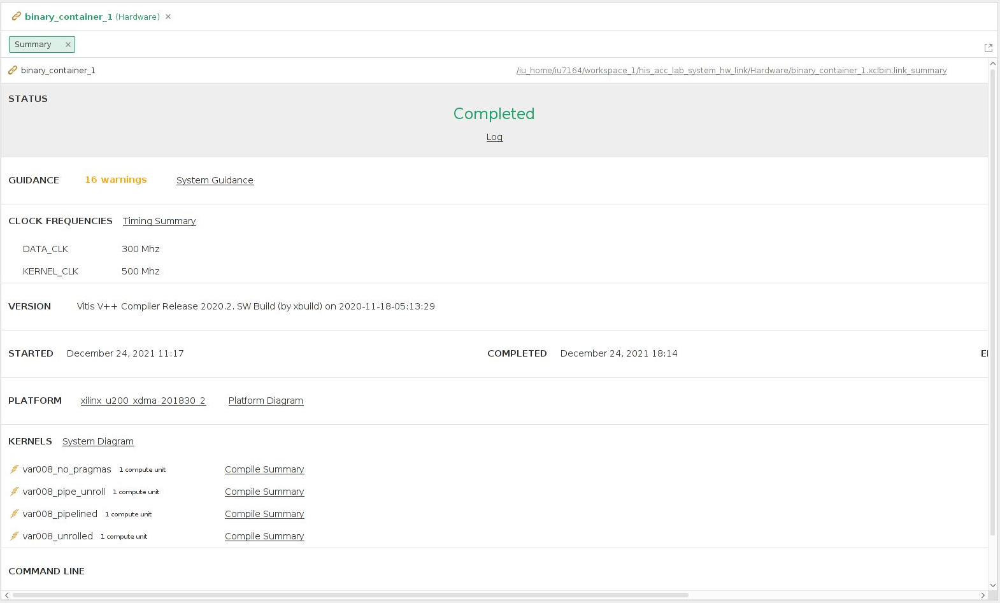 binary_container_1 (Hardware) ×
Summary ×
binary_container_1 /iu_home/iu7164/workspace_1/his_acc_lab_system_hw_link/Hardware/binary_container_1.xclbin.link_summary
STATUS
Completed
Log
GUIDANCE 16 warnings System Guidance
CLOCK FREQUENCIES Timing Summary
DATA_CLK 300 Mhz
KERNEL_CLK 500 Mhz
VERSION Vitis V++ Compiler Release 2020.2. SW Build (by xbuild) on 2020-11-18-05:13:29
STARTED December 24, 2021 11:17 COMPLETED December 24, 2021 18:14
PLATFORM xilinx_u200_xdma_201830_2 Platform Diagram
KERNELS System Diagram
var008_no_pragmas 1 compute unit Compile Summary
var008_pipe_unroll 1 compute unit Compile Summary
var008_pipelined 1 compute unit Compile Summary
var008_unrolled 1 compute unit Compile Summary
COMMAND LINE